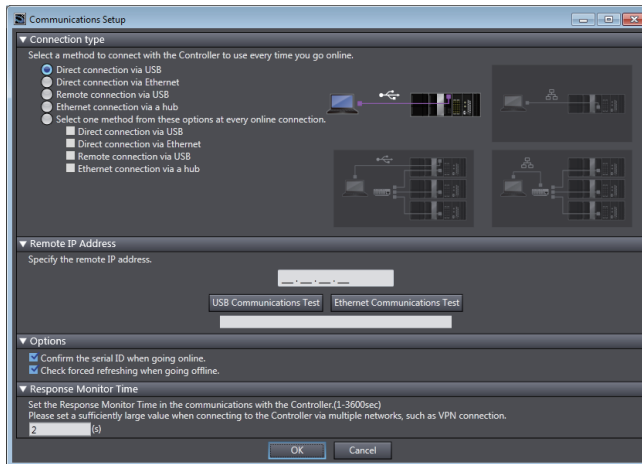 Communications Setup
▼ Connection type
Select a method to connect with the Controller to use every time you go online.
Direct connection via USB
Direct connection via Ethernet
Remote connection via USB
Ethernet connection via a hub
Select one method from these options at every online connection.
Direct connection via USB
Direct connection via Ethernet
Remote connection via USB
Ethernet connection via a hub
▼ Remote IP Address
Specify the remote IP address.
__.__.__.__
USB Communications Test Ethernet Communications Test
▼ Options
Confirm the serial ID when going online.
Check forced refreshing when going offline.
▼ Response Monitor Time
Set the Response Monitor Time in the communications with the Controller.(1-3600sec)
Please set a sufficiently large value when connecting to the Controller via multiple networks, such as VPN connection.
2 (s)
OK Cancel